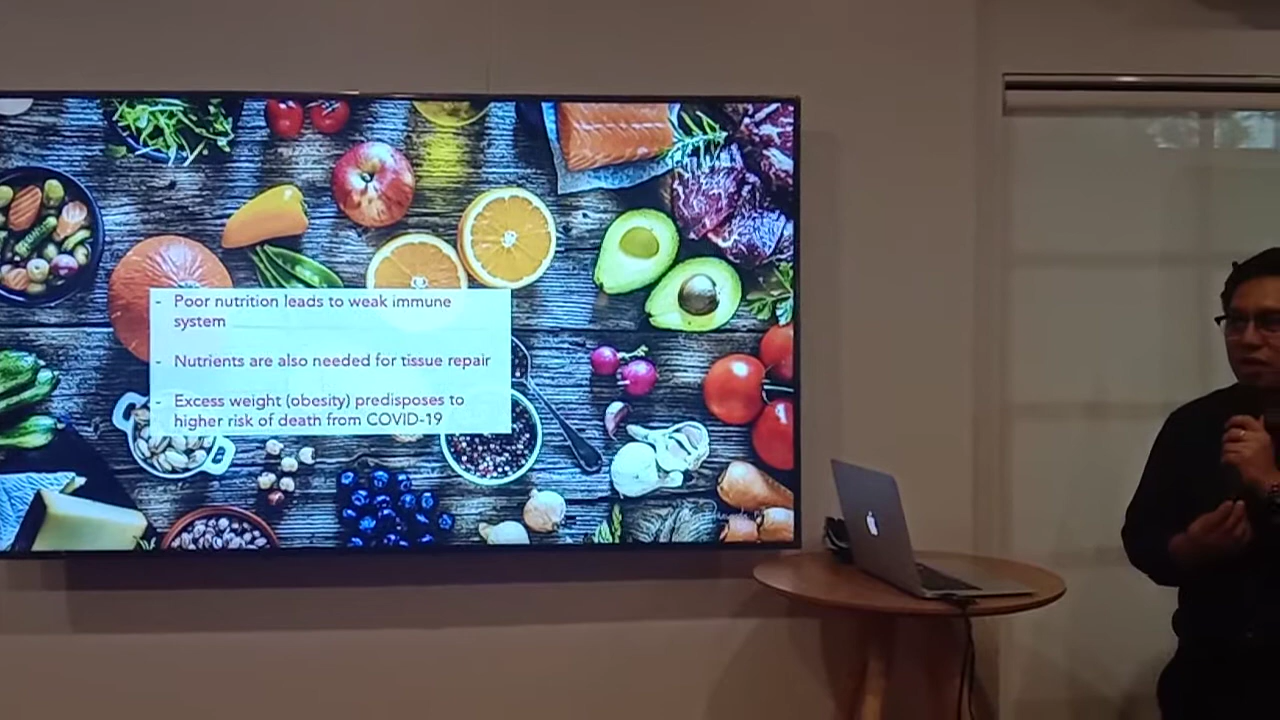 - Poor nutrition leads to weak immune
system
- Nutrients are also needed for tissue repair
- Excess weight (obesity) predisposes to
higher risk of death from COVID-19